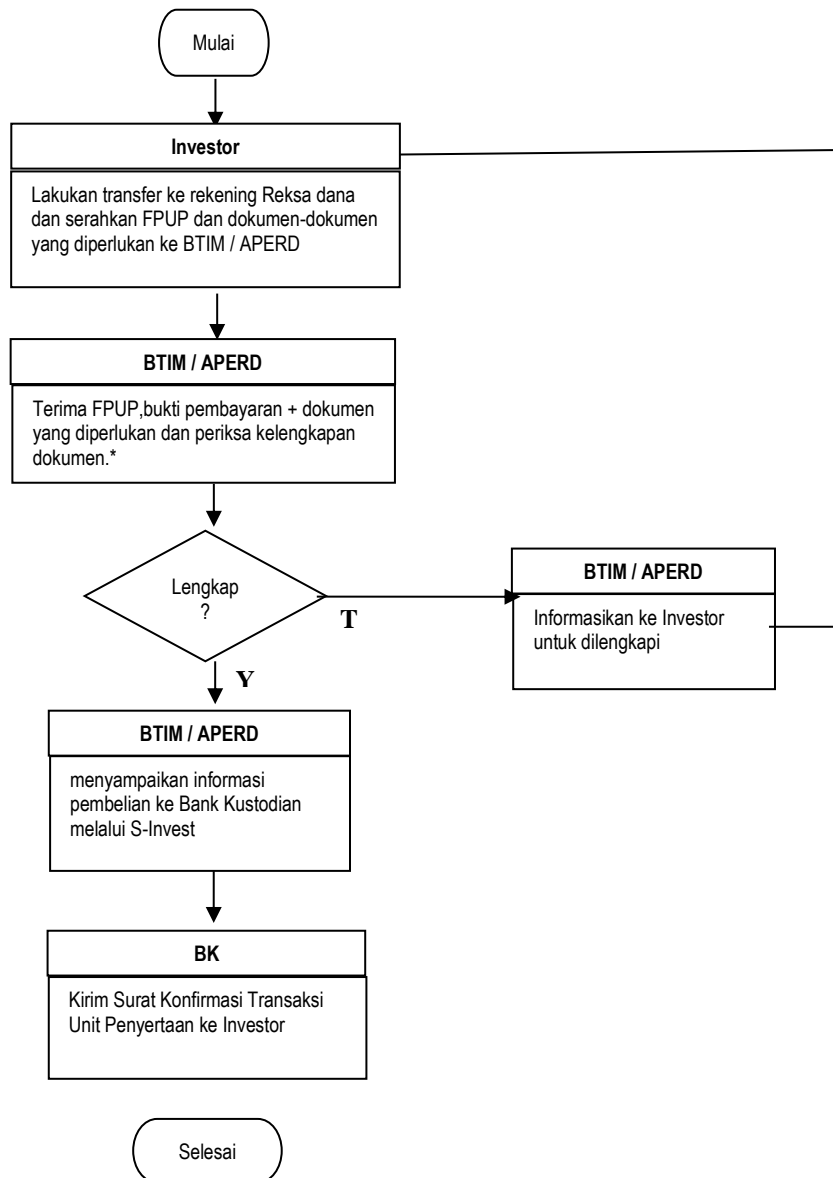 Mulai
Investor
Lakukan transfer ke rekening Reksa dana
dan serahkan FPUP dan dokumen-dokumen
yang diperlukan ke BTIM / APERD
BTIM / APERD
Terima FPUP,bukti pembayaran + dokumen
yang diperlukan dan periksa kelengkapan
dokumen.*
Lengkap
?
T
BTIM / APERD
Informasikan ke Investor
untuk dilengkapi
Y
BTIM / APERD
menyampaikan informasi
pembelian ke Bank Kustodian
melalui S-Invest
BK
Kirim Surat Konfirmasi Transaksi
Unit Penyertaan ke Investor
Selesai